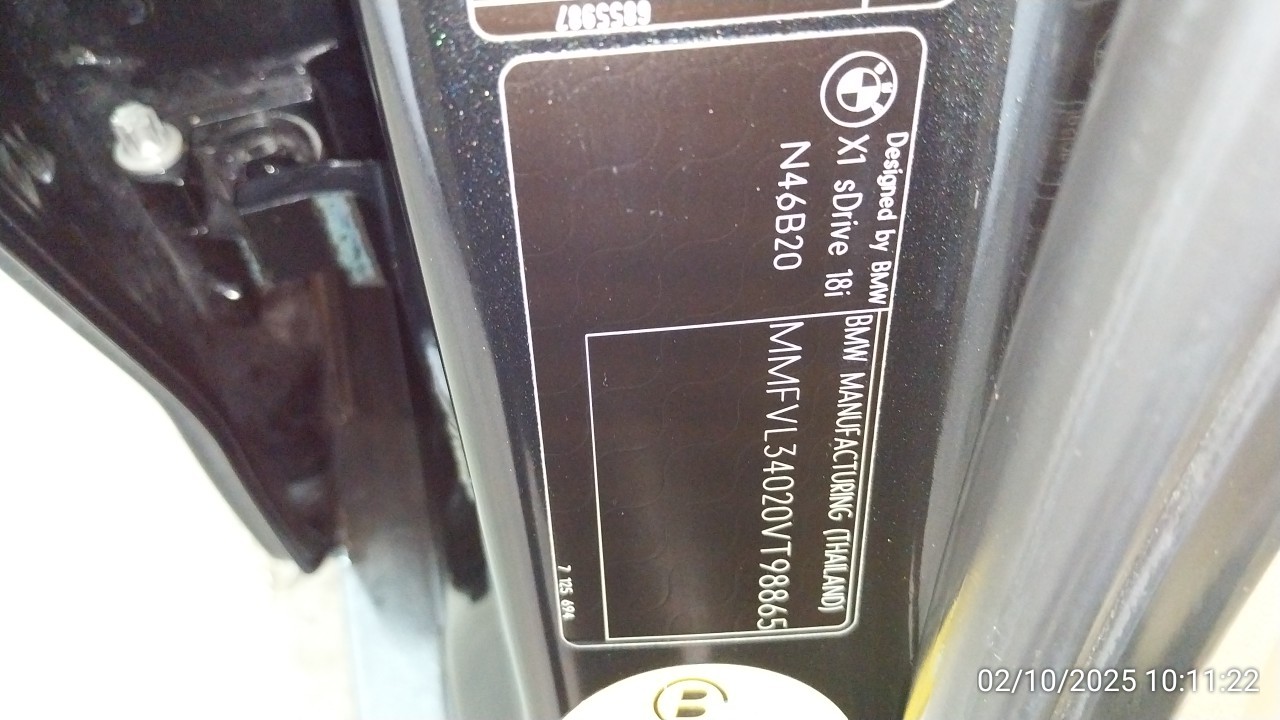 6855987
BMW
Designed by BMW
X1 sDrive 18i
N46B20
BMW MANUFACTURING (THAILAND)
MMFVL34020VT98865
7 125 694
B
02/10/2025 10:11:22